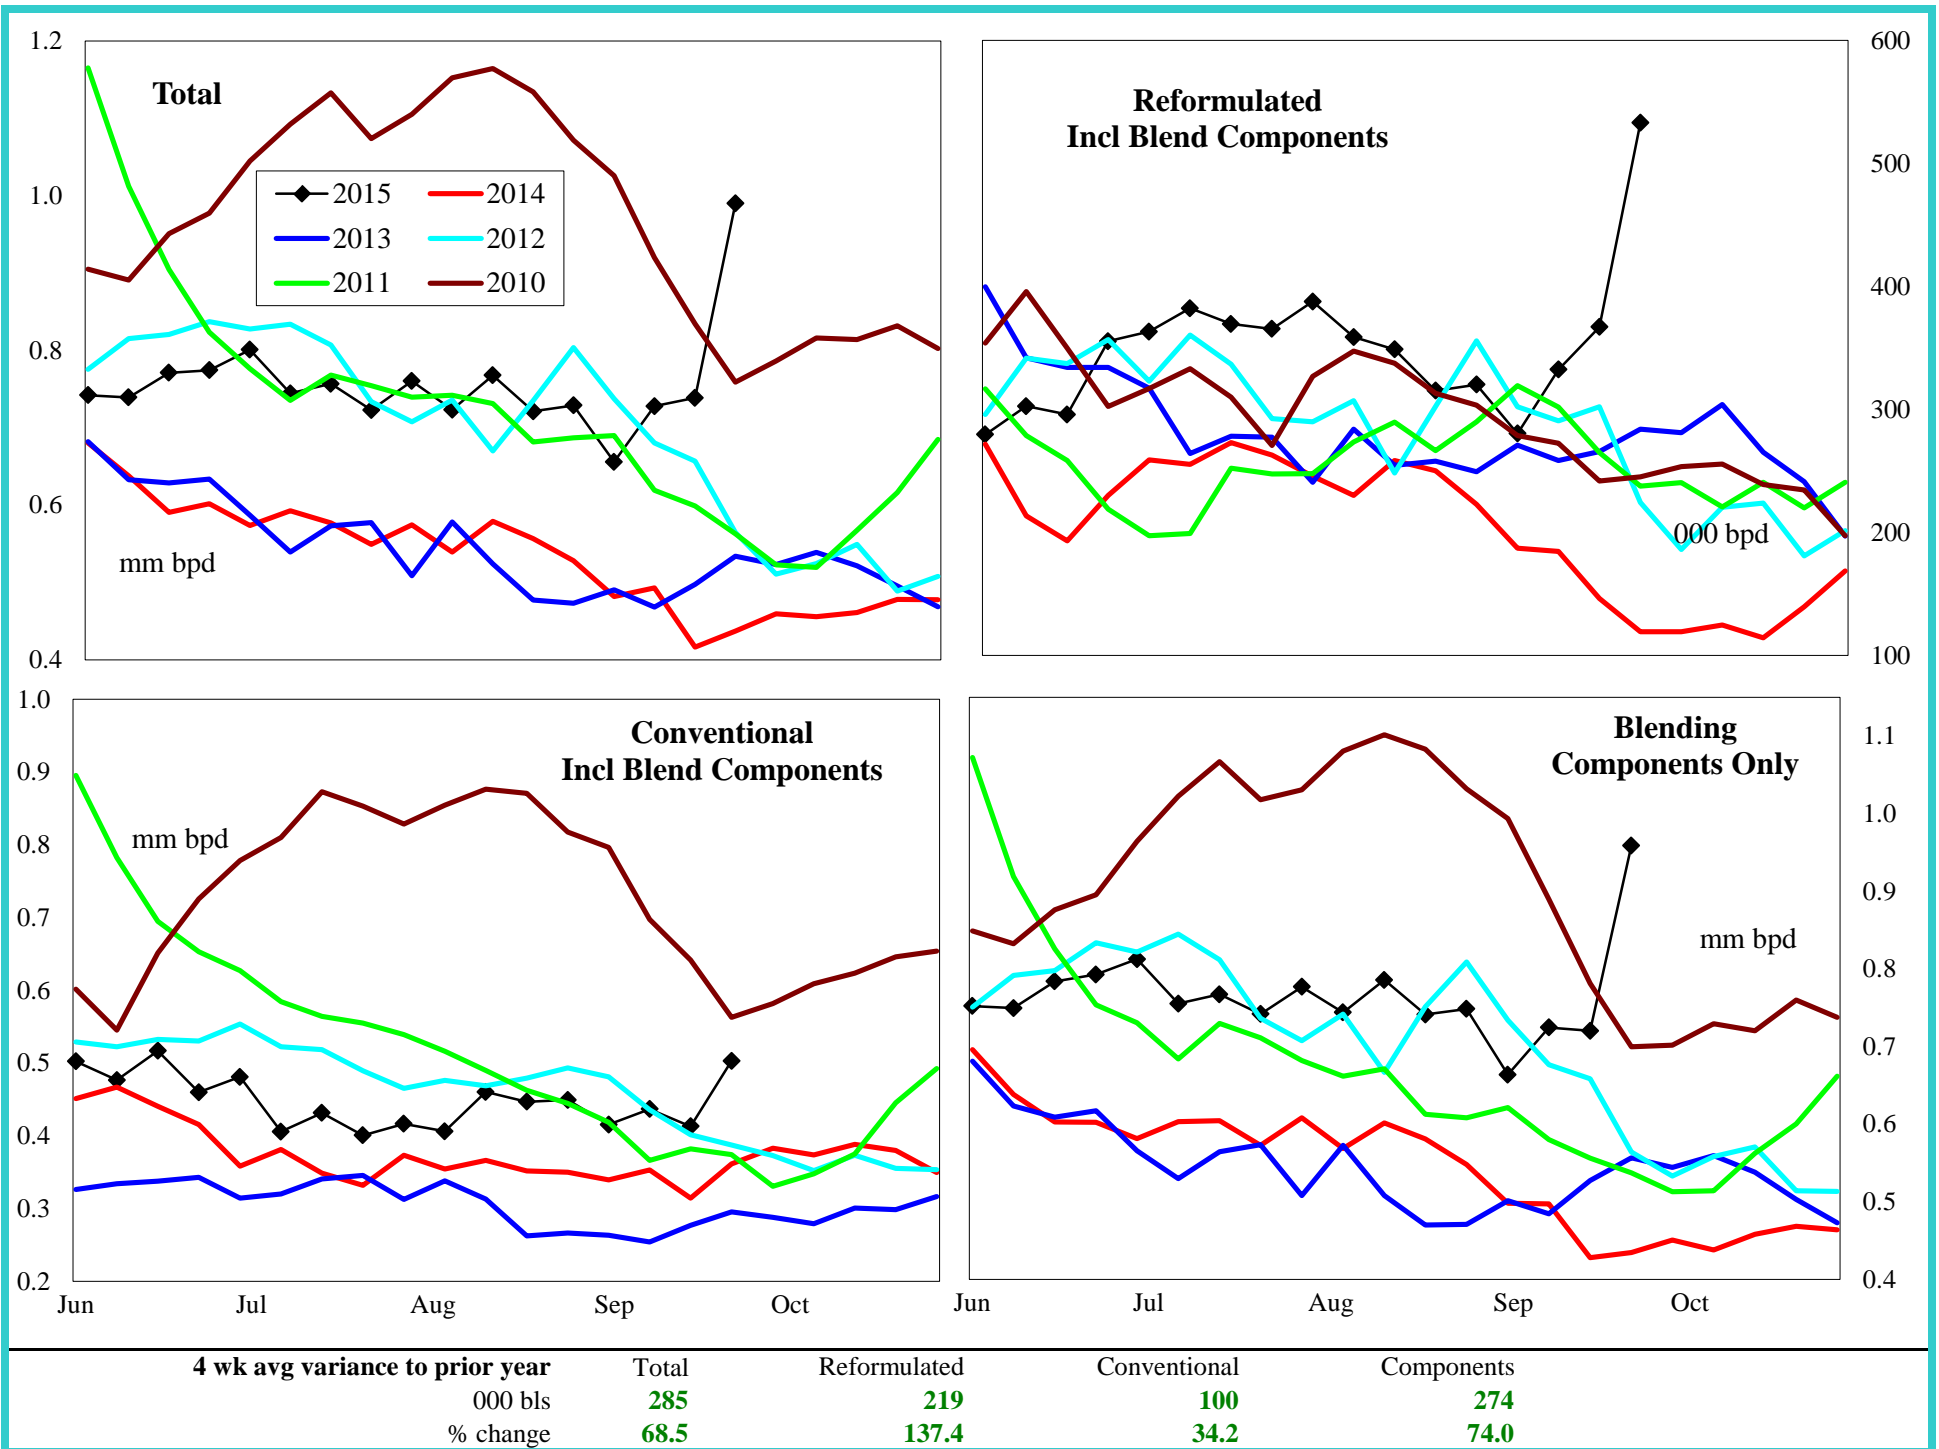 Total
1.2
1.0
0.8
0.6
0.4
2015 2014
2013 2012
2011 2010
mm bpd
Reformulated
Incl Blend Components
600
500
400
300
200
100
000 bpd
Conventional
Incl Blend Components
1.0
0.9
0.8
0.7
0.6
0.5
0.4
0.3
0.2
mm bpd
Jun Jul Aug Sep Oct
Blending
Components Only
1.1
1.0
0.9
0.8
0.7
0.6
0.5
0.4
mm bpd
Jun Jul Aug Sep Oct
4 wk avg variance to prior year Total Reformulated Conventional Components
000 bls 285 219 100 274
% change 68.5 137.4 34.2 74.0